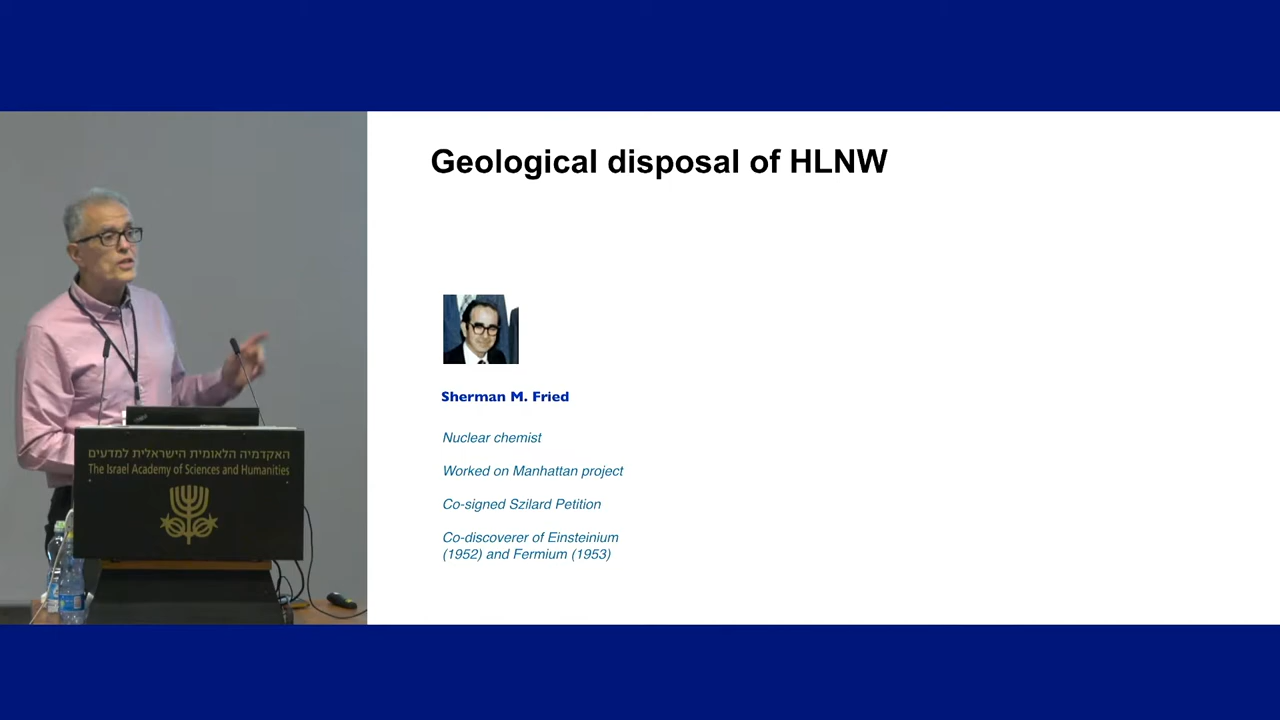 Geological disposal of HLNW
Sherman M. Fried
Nuclear chemist
Worked on Manhattan project
Co-signed Szilard Petition
Co-discoverer of Einsteinium
(1952) and Fermium (1953)
האקדמיה הלאומית הישראלית למדעים
The Israel Academy of Sciences and Humanities